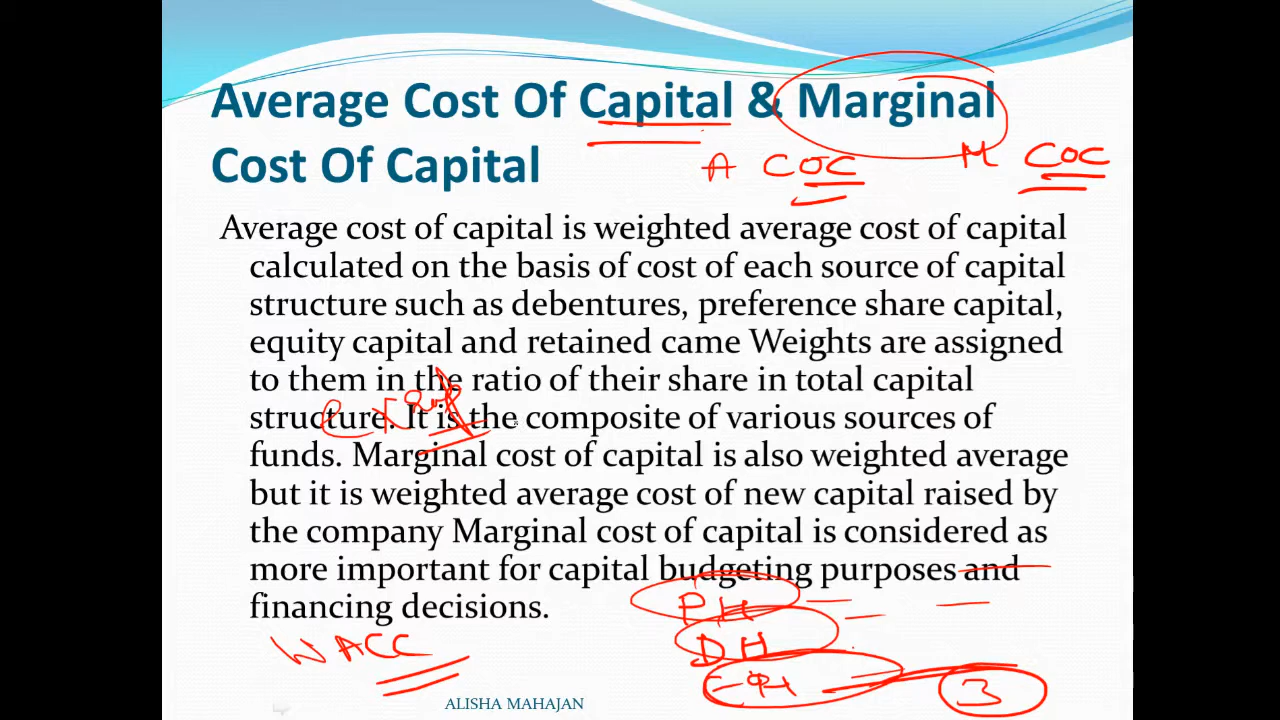 Average Cost Of Capital & Marginal
Cost Of Capital
A COC M COC
Average cost of capital is weighted average cost of capital
calculated on the basis of cost of each source of capital
structure such as debentures, preference share capital,
equity capital and retained came Weights are assigned
to them in the ratio of their share in total capital
structure. It is the composite of various sources of
funds. Marginal cost of capital is also weighted average
but it is weighted average cost of new capital raised by
the company Marginal cost of capital is considered as
more important for capital budgeting purposes and
financing decisions.
P H
WACC
D H
3
ALISHA MAHAJAN